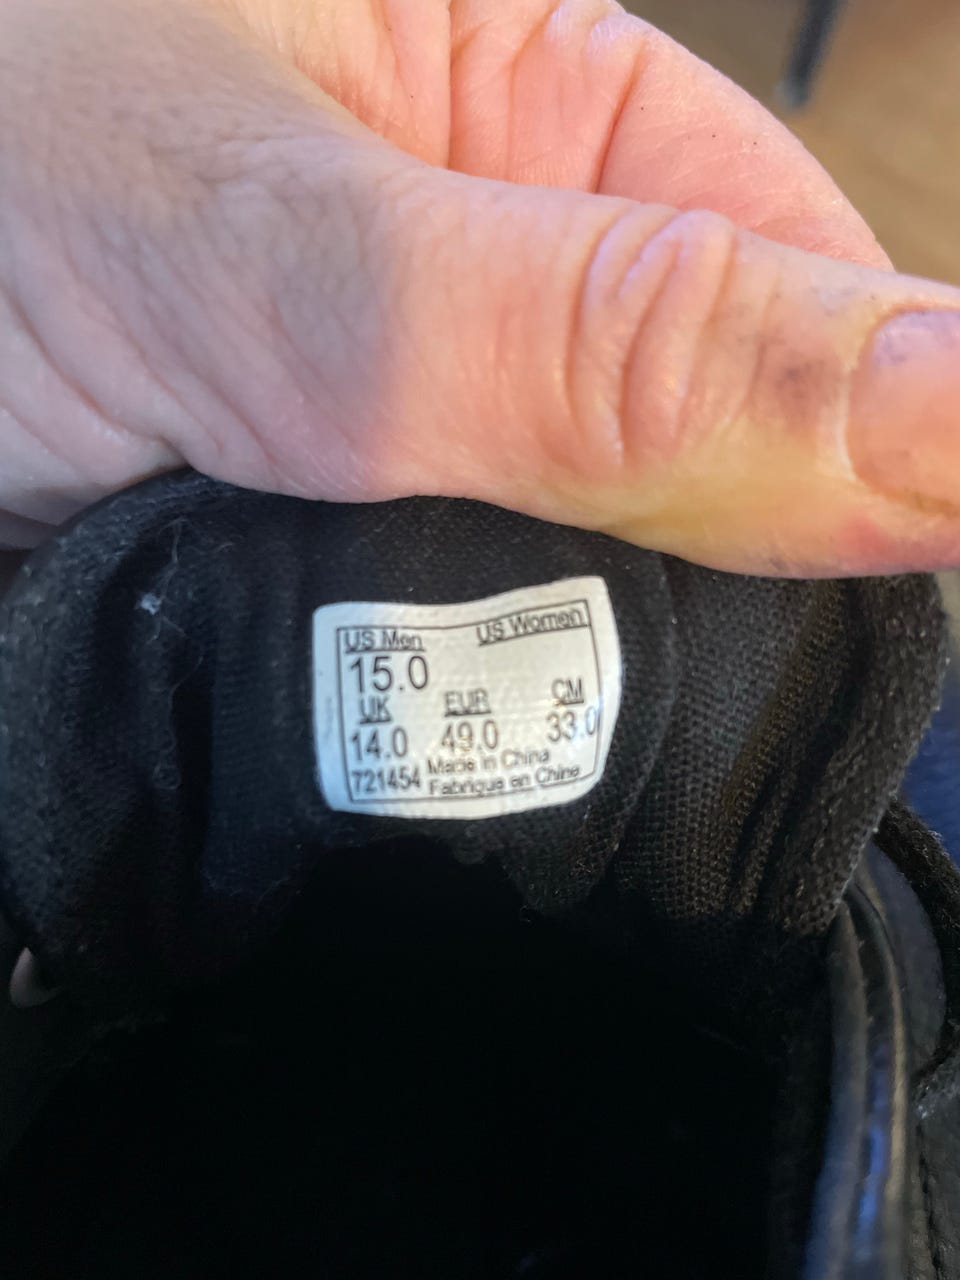 US Men US Women
15.0
UK EUR CM
14.0 49.0 33.0
721454 Made in China
Fabrique en Chine